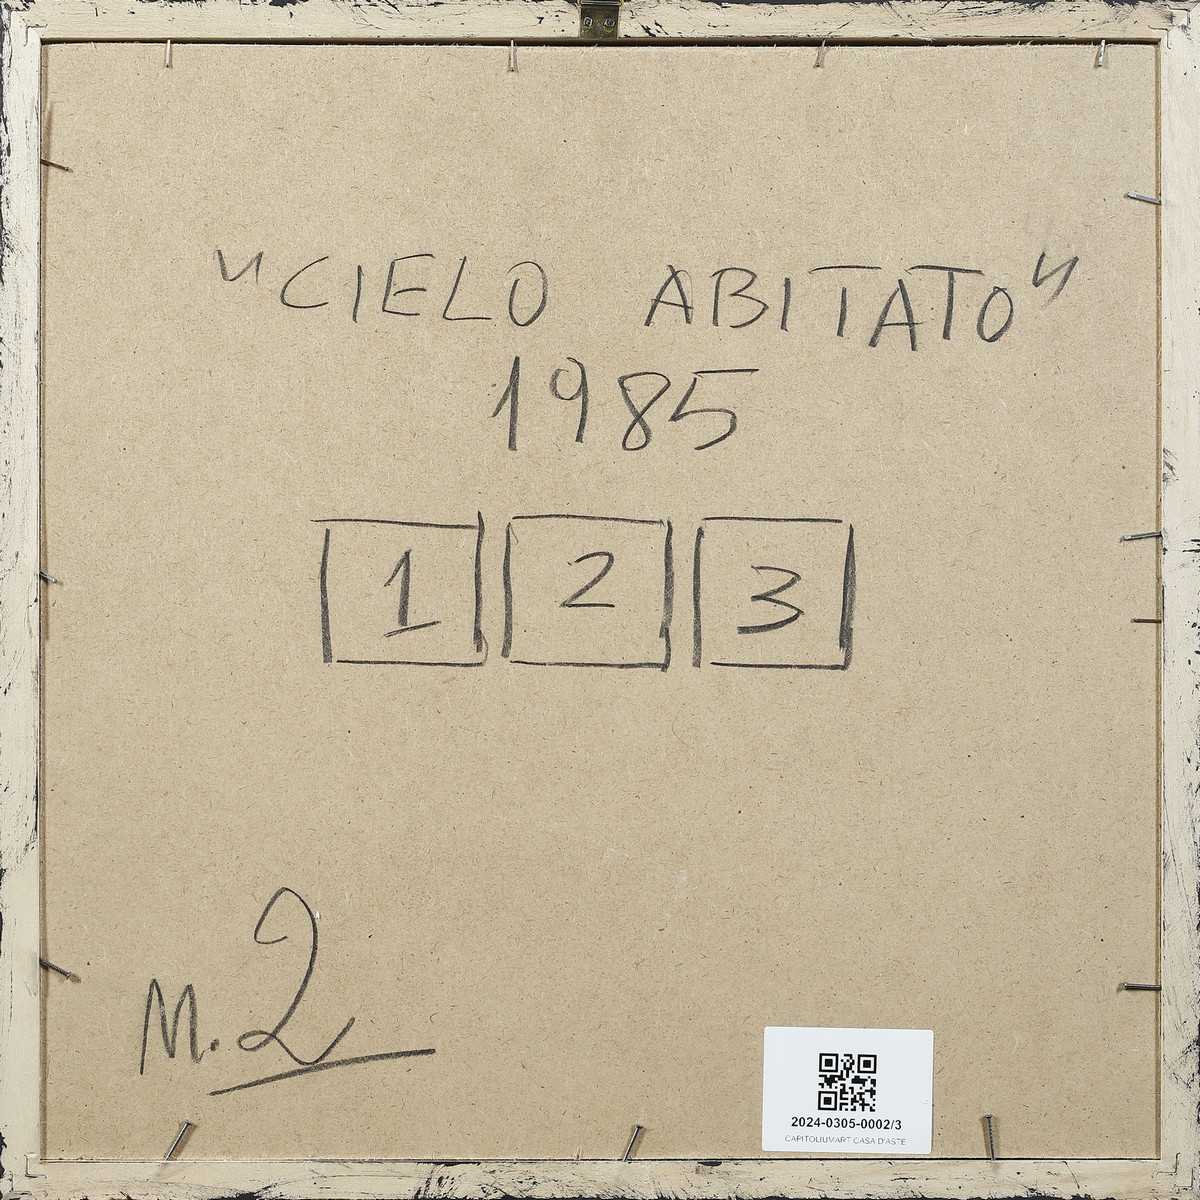 "CIELO ABITATO"
1985
1 2 3
M. 2
2024-0305-0002/3
CAPITOLIUMART CASA D'ASTE